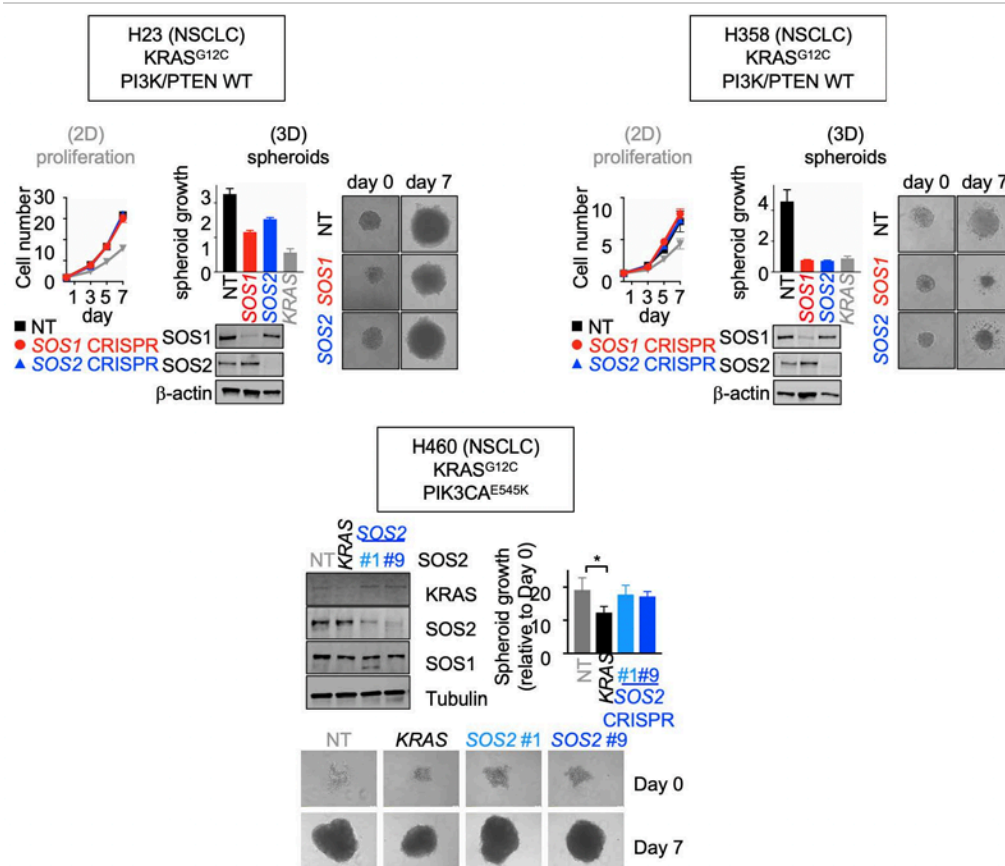 H23 (NSCLC)
KRASG12C
PI3K/PTEN WT
(2D)
proliferation
(3D)
spheroids
Cell number
30
20
10
0
1 3 5 7
day
spheroid growth
3
2
1
0
NT
SOS1
SOS2
KRAS
day 0 day 7
NT
SOS1
SOS2
NT
SOS1 CRISPR
SOS2 CRISPR
SOS1
SOS2
β-actin
H358 (NSCLC)
KRASG12C
PI3K/PTEN WT
(2D)
proliferation
(3D)
spheroids
Cell number
10
5
0
1 3 5 7
day
spheroid growth
4
2
0
NT
SOS1
SOS2
KRAS
day 0 day 7
NT
SOS1
SOS2
NT
SOS1 CRISPR
SOS2 CRISPR
SOS1
SOS2
β-actin
H460 (NSCLC)
KRASG12C
PIK3CAE545K
NT
KRAS
SOS2
#1 #9
SOS2
KRAS
SOS2
SOS1
Tubulin
Spheroid growth
(relative to Day 0)
20
10
0
*
NT
KRAS
#1 #9
SOS2
CRISPR
NT KRAS SOS2 #1 SOS2 #9
Day 0
Day 7